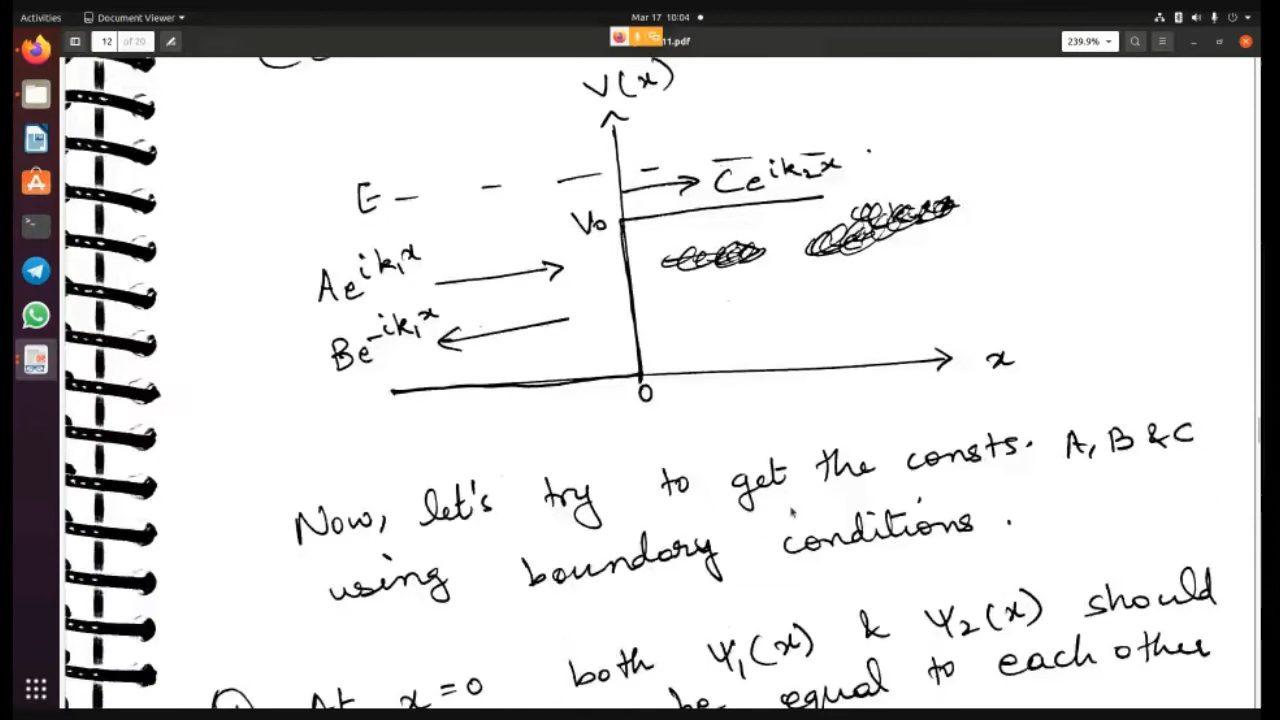 Activities
Document Viewer
Mar 17 10:04
12 of 20
11.pdf
239.9%
V(x)
E
C̅e^{ik₂x̅}
V₀
Ae^{ik₁x}
Be^{-ik₁x}
x
0
Now, let's try to get the consts. A, B & C
using boundary conditions.
At x=0 both Ψ₁(x) & Ψ₂(x) should
be equal to each other